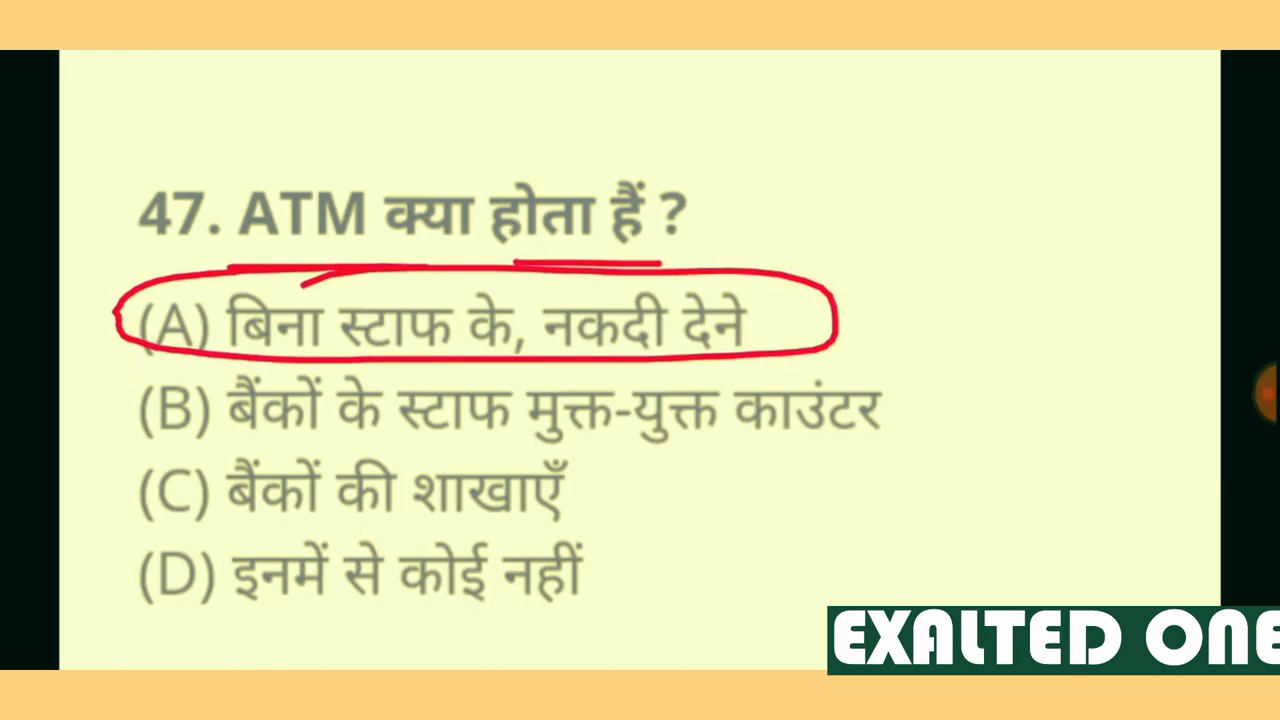 47. ATM क्या होता हैं ?
(A) बिना स्टाफ के, नकदी देने
(B) बैंकों के स्टाफ मुक्त-युक्त काउंटर
(C) बैंकों की शाखाएँ
(D) इनमें से कोई नहीं
EXALTED ONE